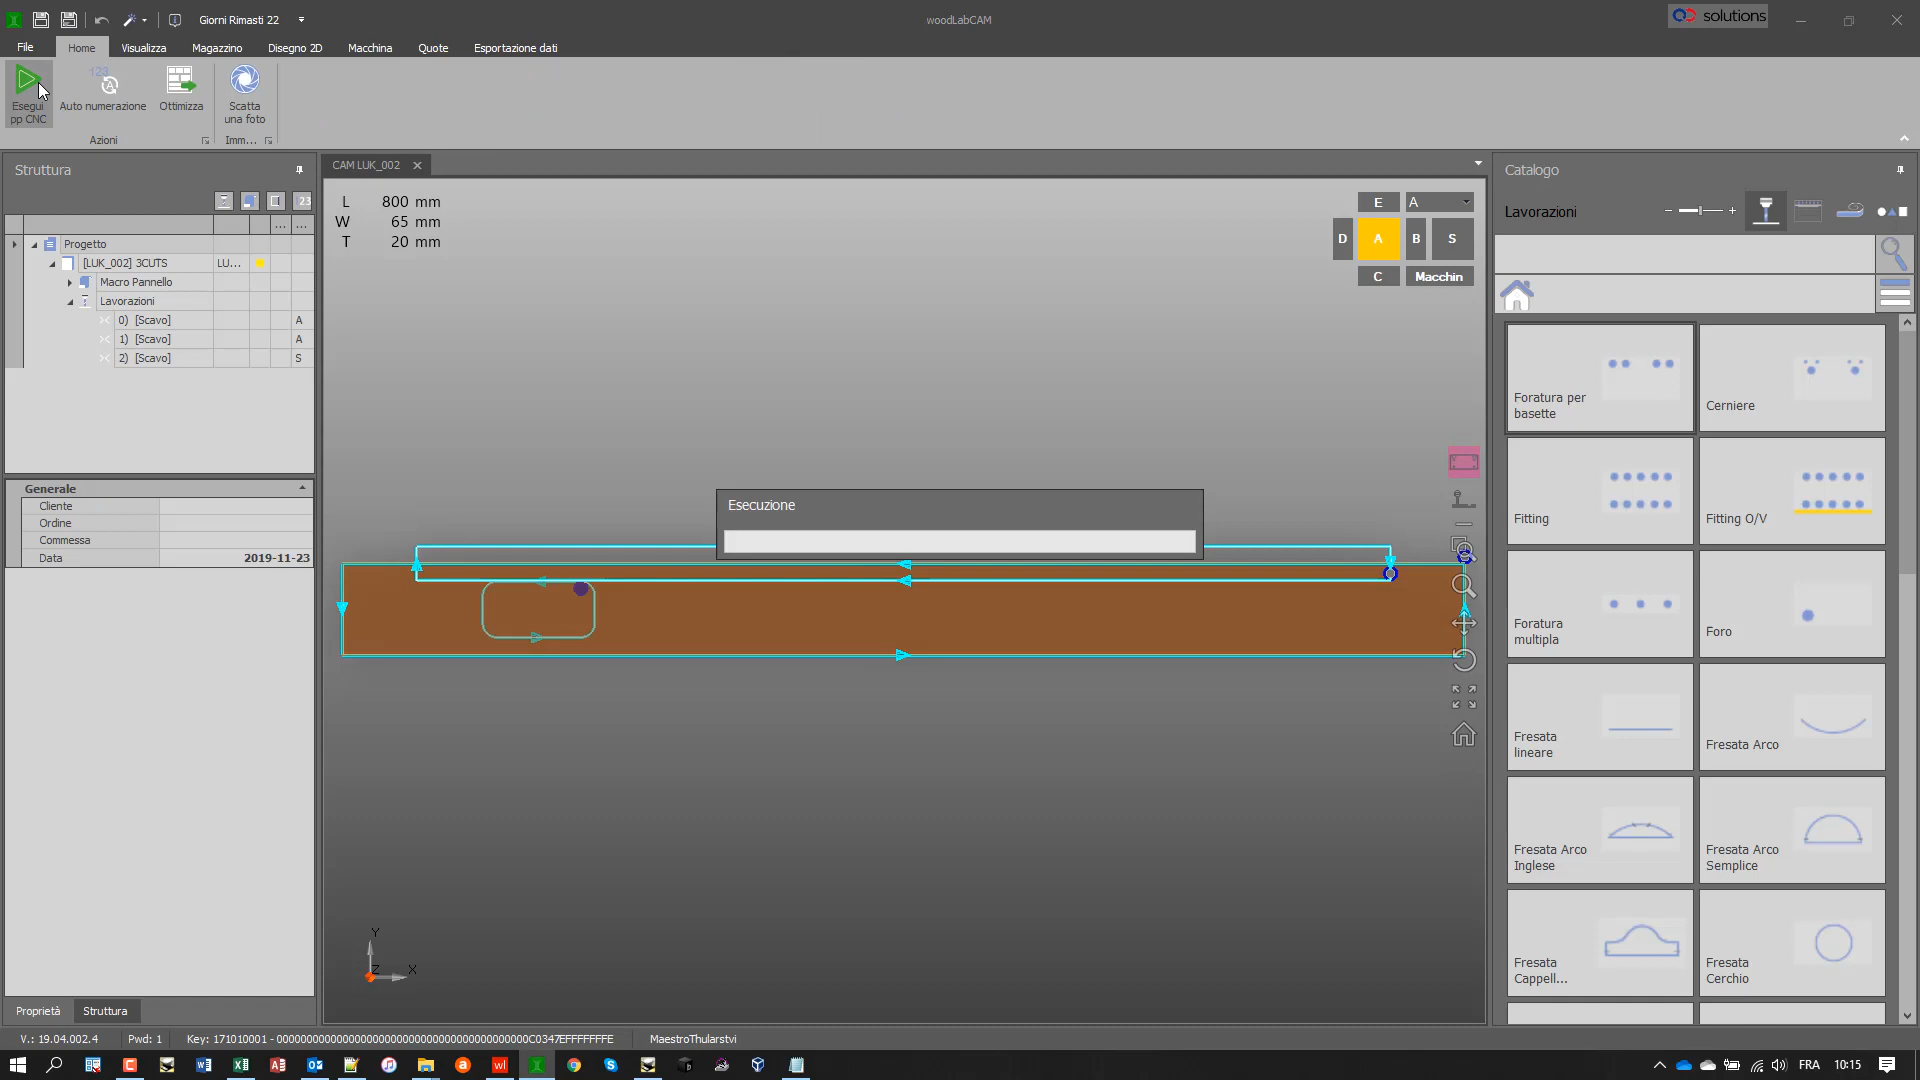 Giorni Rimasti 22
woodLabCAM
solutions
File
Home
Visualizza
Magazzino
Disegno 2D
Macchina
Quote
Esportazione dati
Esegui
pp CNC
Auto numerazione
Ottimizza
Scatta
una foto
Azioni
Imm...
Struttura
CAM LUK_002
Catalogo
Lavorazioni
123
... ...
Progetto
[LUK_002] 3CUTS
LU...
Macro Pannello
Lavorazioni
0) [Scavo] A
1) [Scavo] A
2) [Scavo] S
L 800 mm
W 65 mm
T 20 mm
E A
D A B S
C Macchin
Esecuzione
Generale
Cliente
Ordine
Commessa
Data 2019-11-23
Y
Z X
Foratura per
basette
Cerniere
Fitting
Fitting O/V
Foratura
multipla
Foro
Fresata
lineare
Fresata Arco
Fresata Arco
Inglese
Fresata Arco
Semplice
Fresata
Cappell...
Fresata
Cerchio
Proprietà
Struttura
V.: 19.04.002.4
Pwd: 1
MaestroThularstvi
FRA
10:15